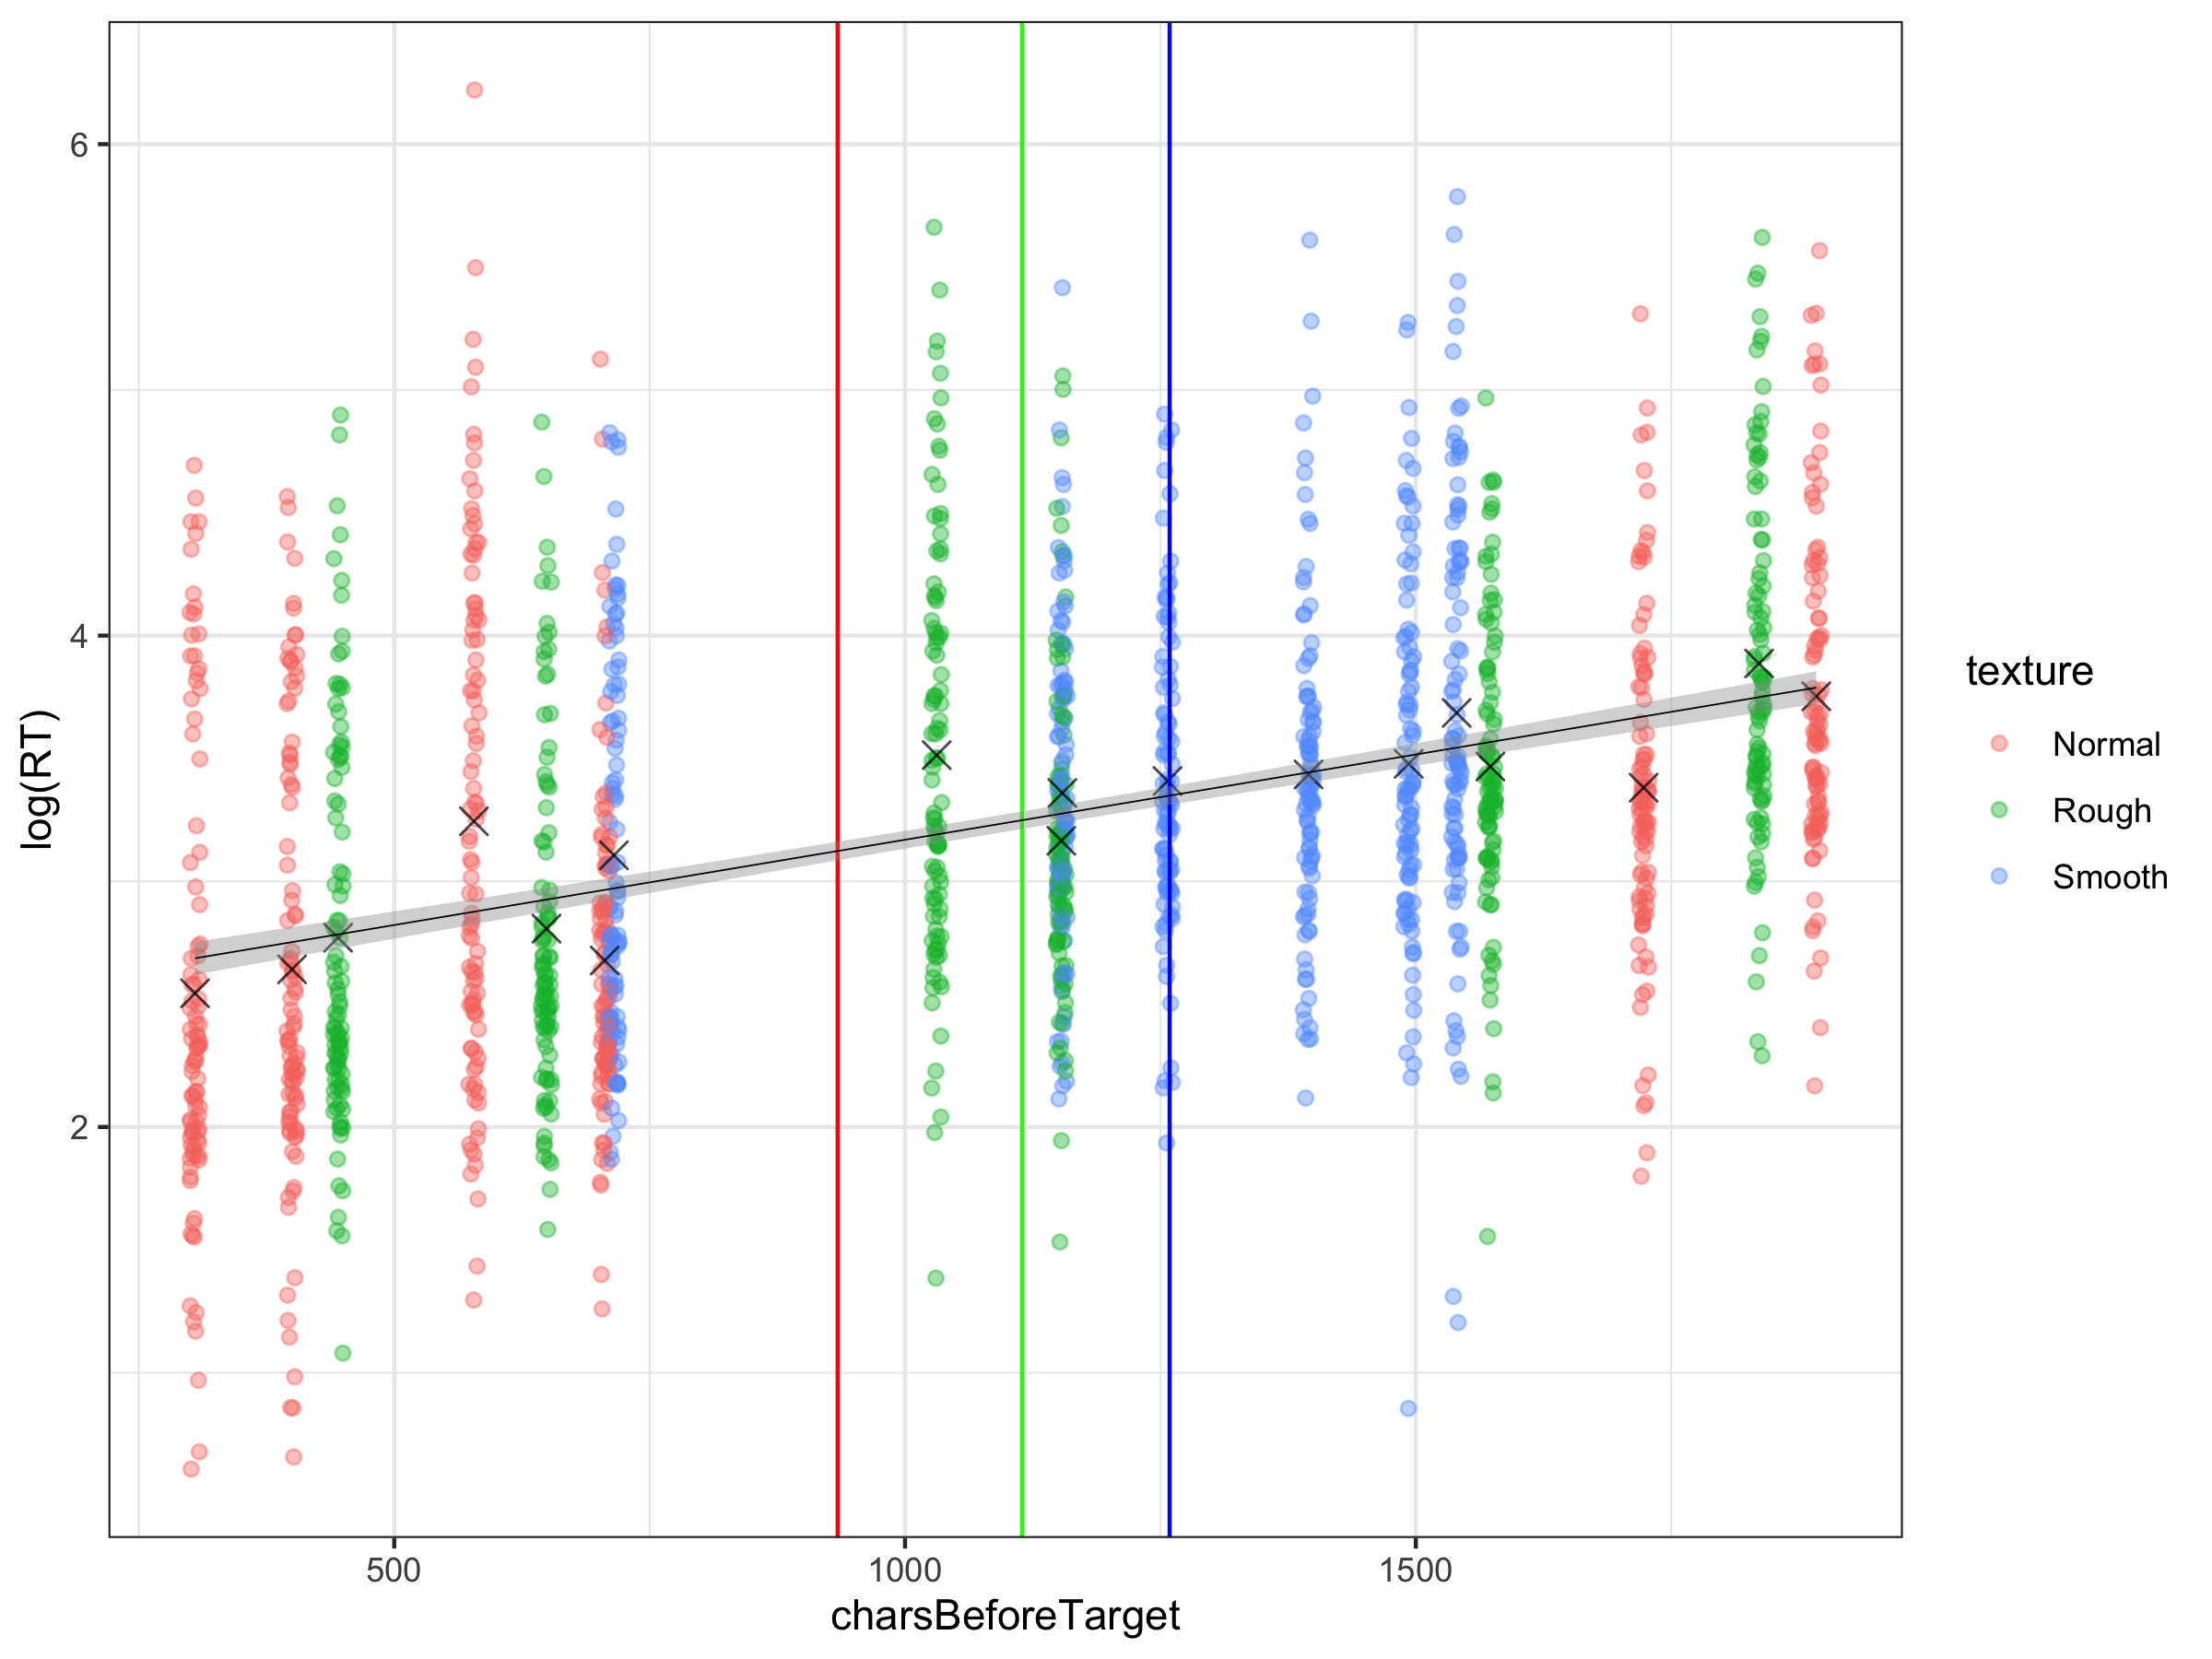 6
4
2
log(RT)
500 1000 1500
charsBeforeTarget
texture
Normal
Rough
Smooth